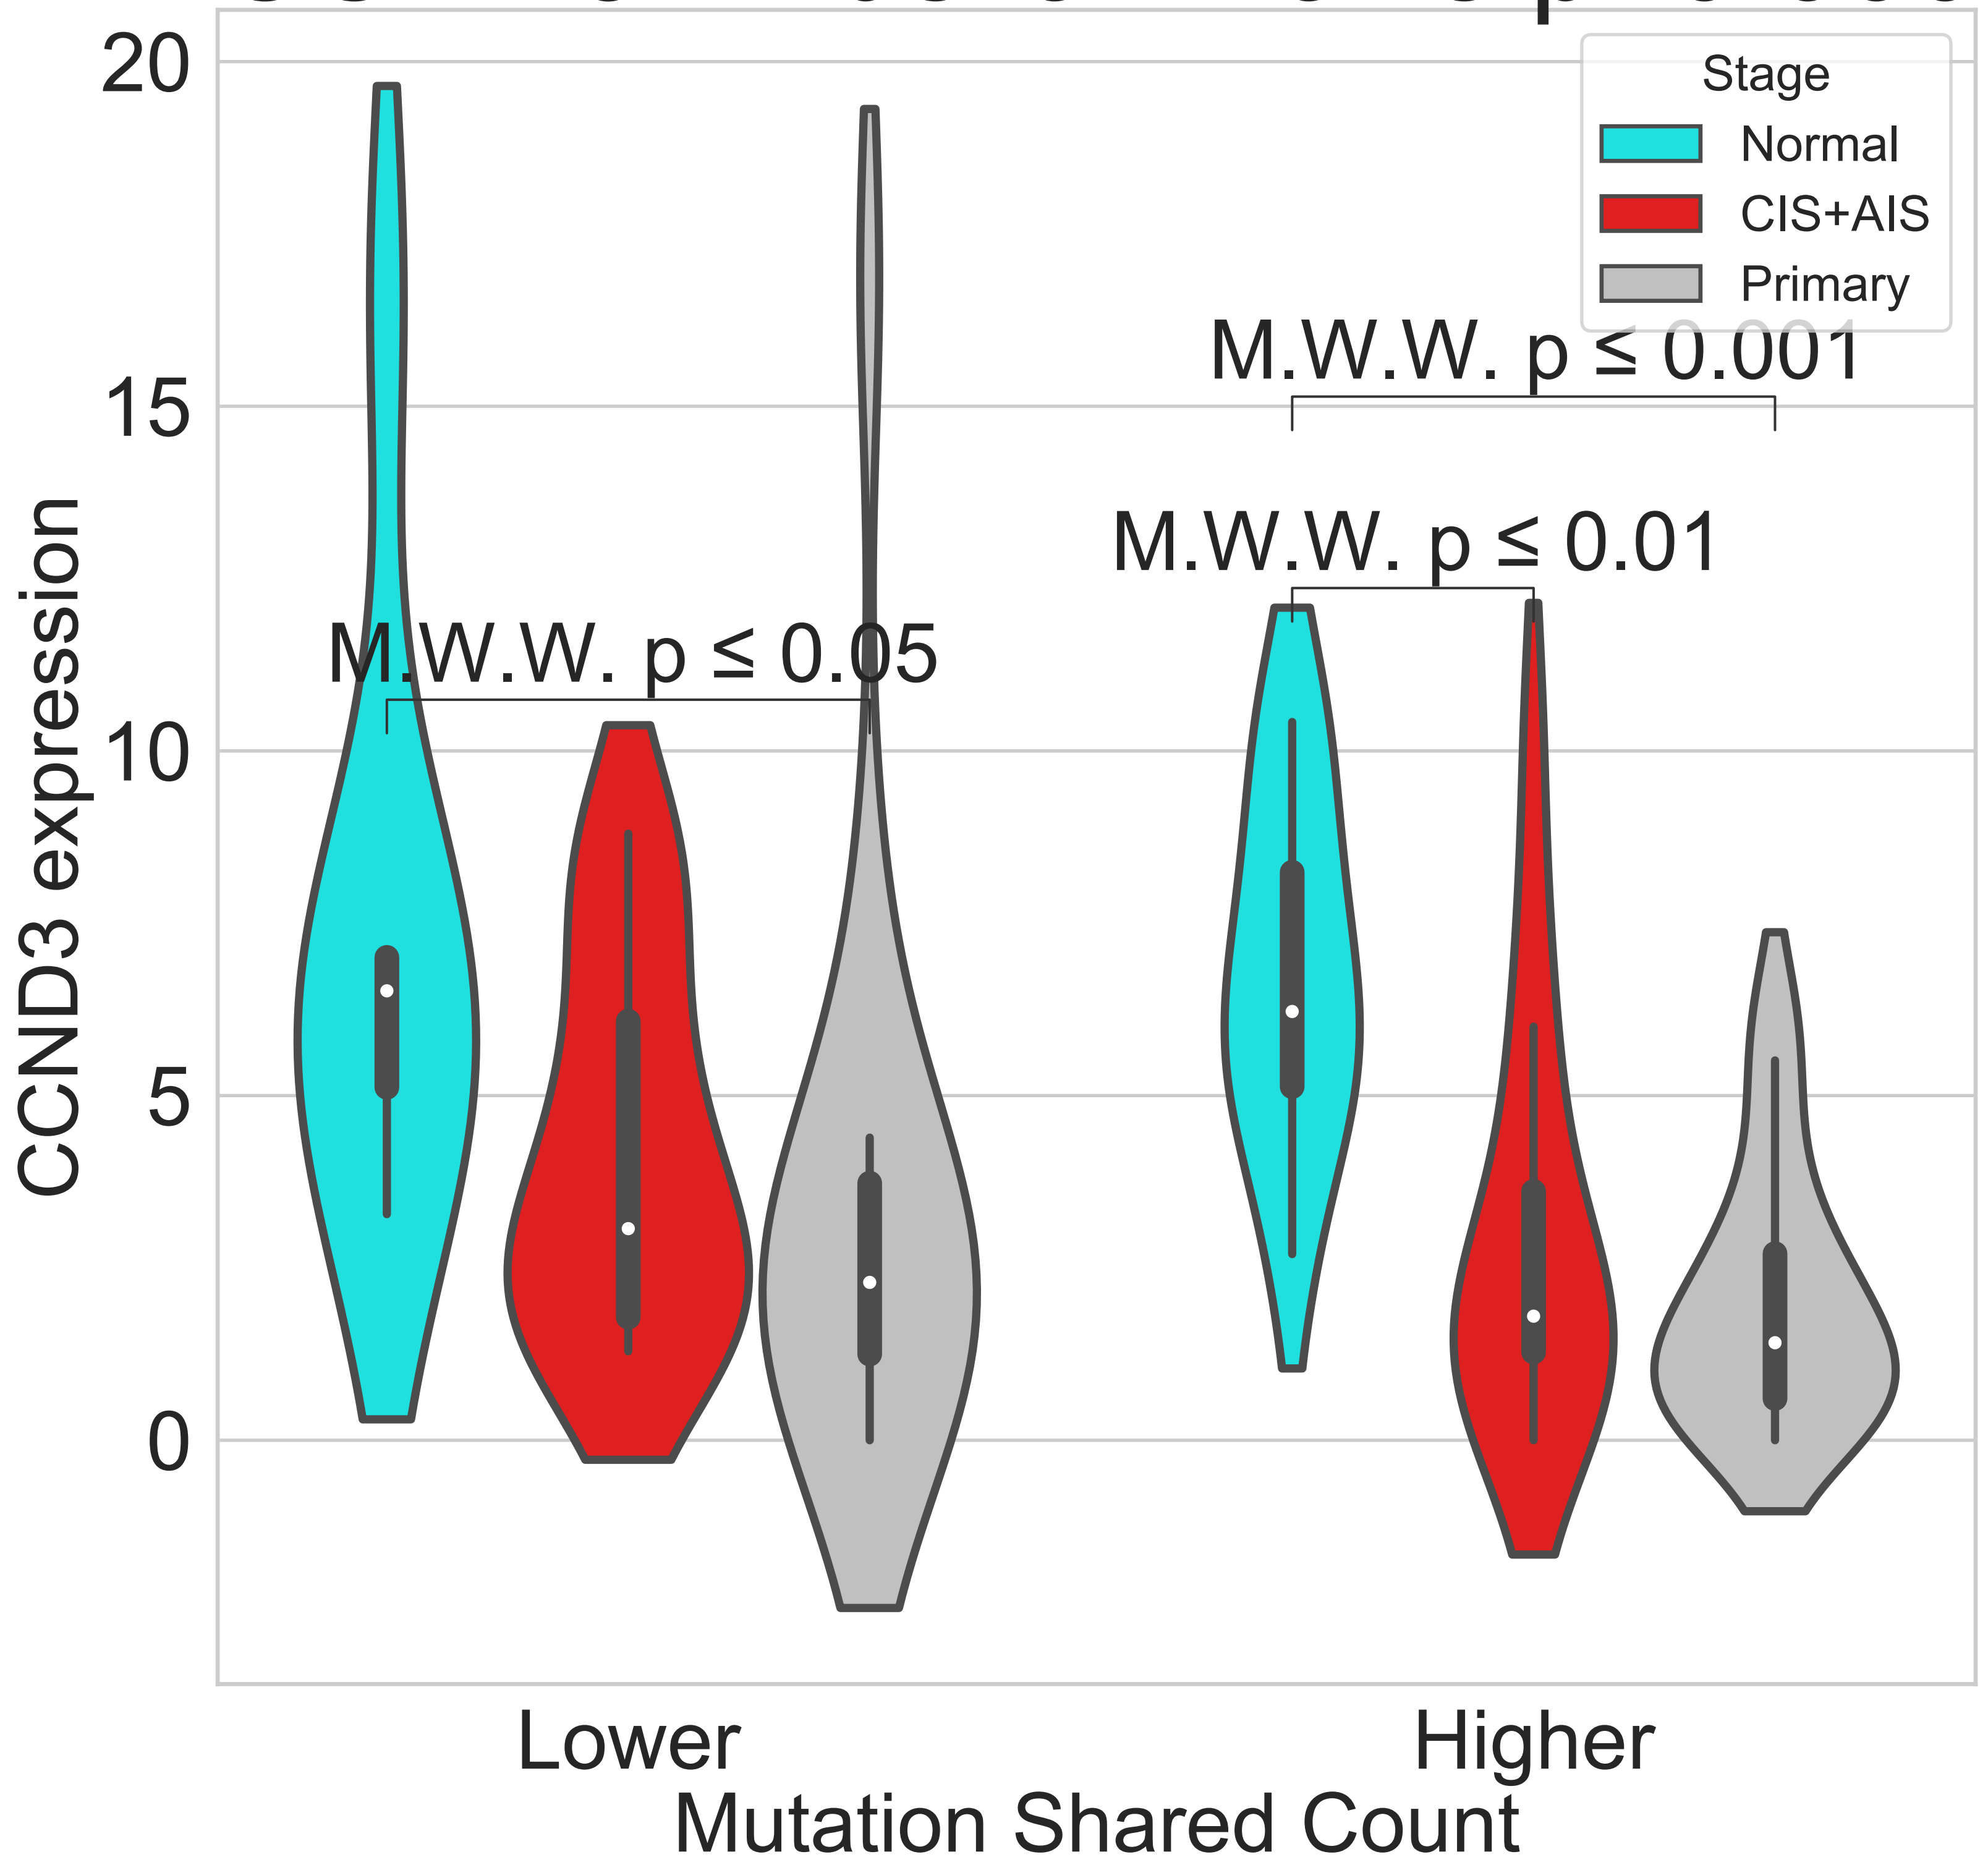 20
15
10
5
0
CCND3 expression
Stage
Normal
CIS+AIS
Primary
M.W.W. p ≤ 0.001
M.W.W. p ≤ 0.01
M.W.W. p ≤ 0.05
Lower
Higher
Mutation Shared Count